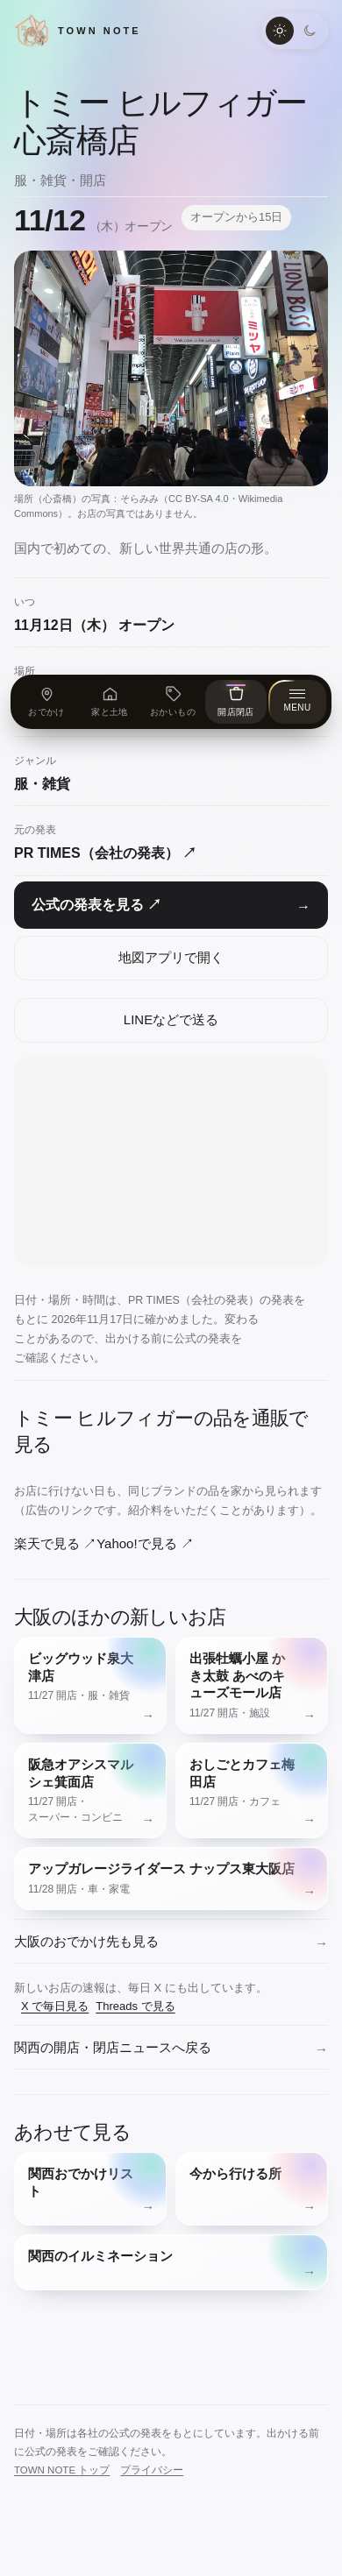 TOWN NOTE
トミー ヒルフィガー
心斎橋店
服・雑貨・開店
11/12 （木）オープン オープンから15日
場所（心斎橋）の写真：そらみみ（CC BY-SA 4.0・Wikimedia
Commons）。お店の写真ではありません。
国内で初めての、新しい世界共通の店の形。
いつ
11月12日（木） オープン
場所
おでかけ 家と土地 おかいもの 開店閉店 MENU
ジャンル
服・雑貨
元の発表
PR TIMES（会社の発表） ↗
公式の発表を見る ↗ →
地図アプリで開く
LINEなどで送る
日付・場所・時間は、PR TIMES（会社の発表）の発表を
もとに 2026年11月17日に確かめました。変わる
ことがあるので、出かける前に公式の発表を
ご確認ください。
トミー ヒルフィガーの品を通販で
見る
お店に行けない日も、同じブランドの品を家から見られます
（広告のリンクです。紹介料をいただくことがあります）。
楽天で見る ↗Yahoo!で見る ↗
大阪のほかの新しいお店
ビッグウッド泉大
津店
11/27 開店・服・雑貨
→
出張牡蠣小屋 か
き太鼓 あべのキ
ューズモール店
11/27 開店・施設
→
阪急オアシスマル
シェ箕面店
11/27 開店・
スーパー・コンビニ
→
おしごとカフェ梅
田店
11/27 開店・カフェ
→
アップガレージライダース ナップス東大阪店
11/28 開店・車・家電
→
大阪のおでかけ先も見る →
新しいお店の速報は、毎日 X にも出しています。
X で毎日見る Threads で見る
関西の開店・閉店ニュースへ戻る →
あわせて見る
関西おでかけリス
ト
→
今から行ける所
→
関西のイルミネーション
→
日付・場所は各社の公式の発表をもとにしています。出かける前
に公式の発表をご確認ください。
TOWN NOTE トップ プライバシー